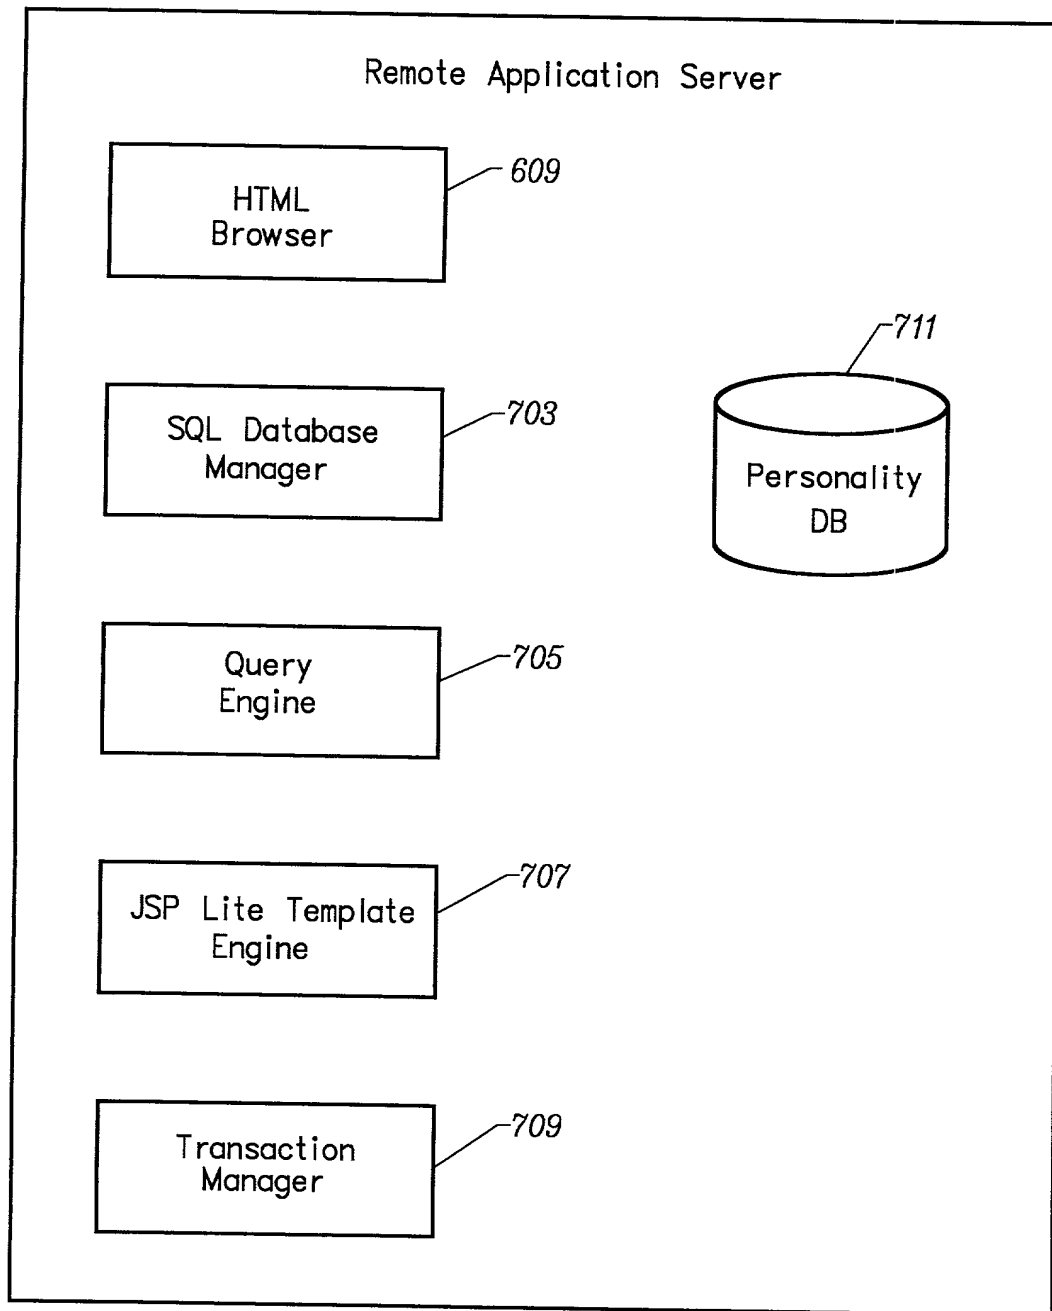 Remote Application Server
609
HTML
Browser
711
703
SQL Database
Manager
Personality
DB
705
Query
Engine
707
JSP Lite Template
Engine
709
Transaction
Manager